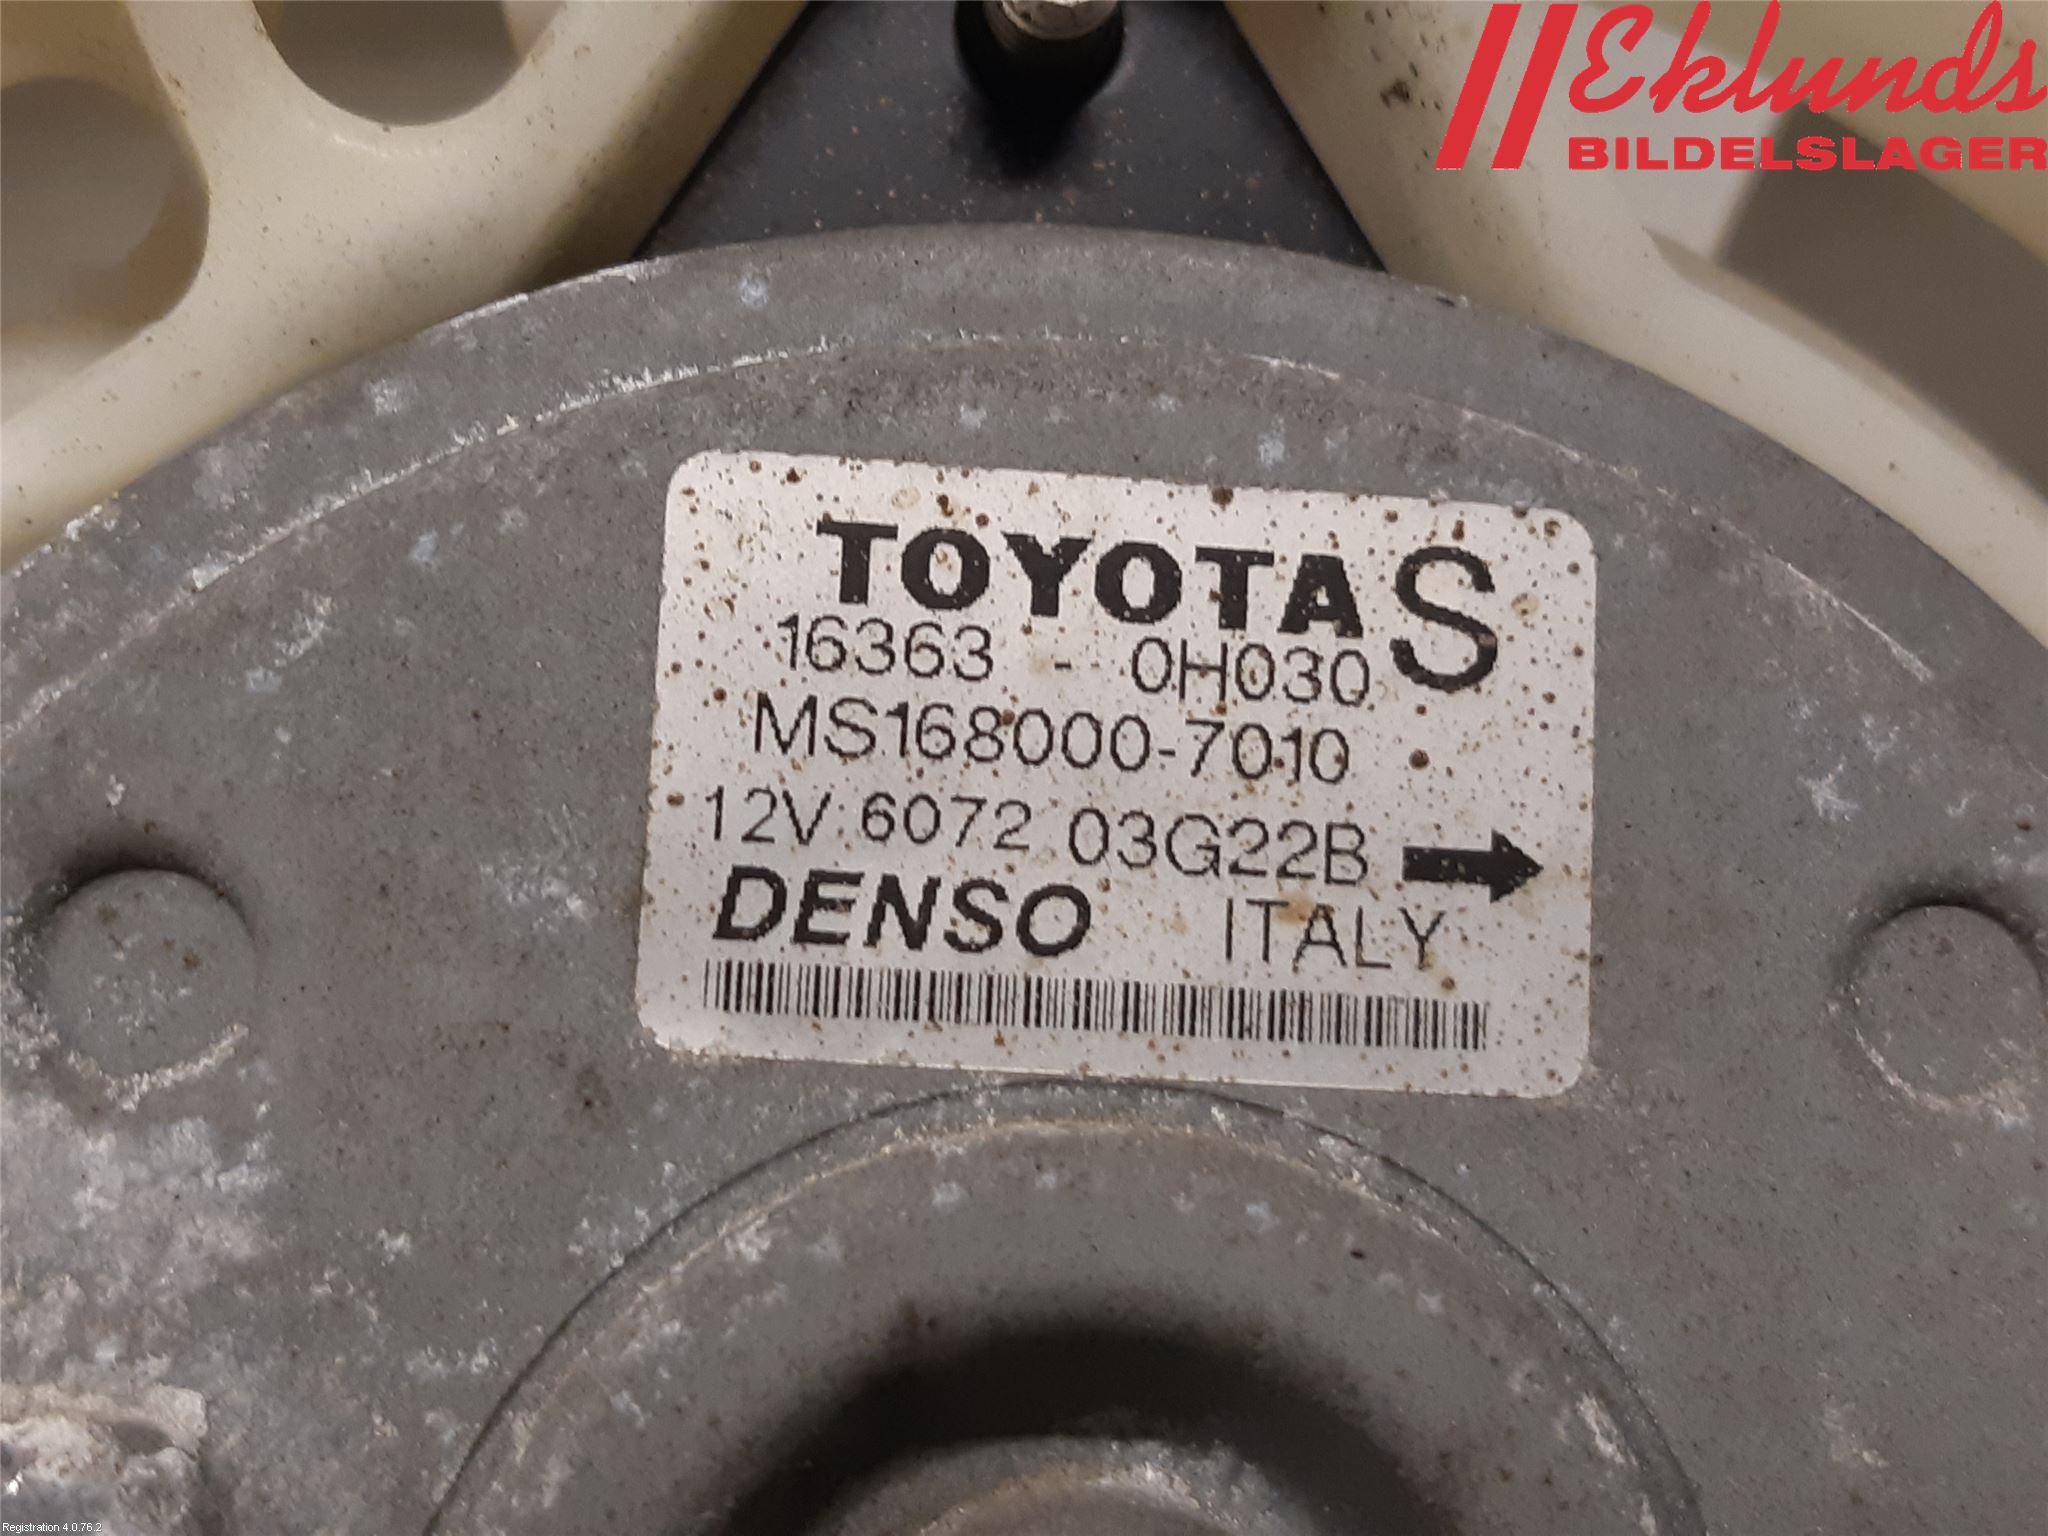 Eklunds
BILDELSLAGER
TOYOTA S
16363 - 0H030
MS168000-7010
12V 6072 03G22B
DENSO ITALY
Registration 4.0.76.2